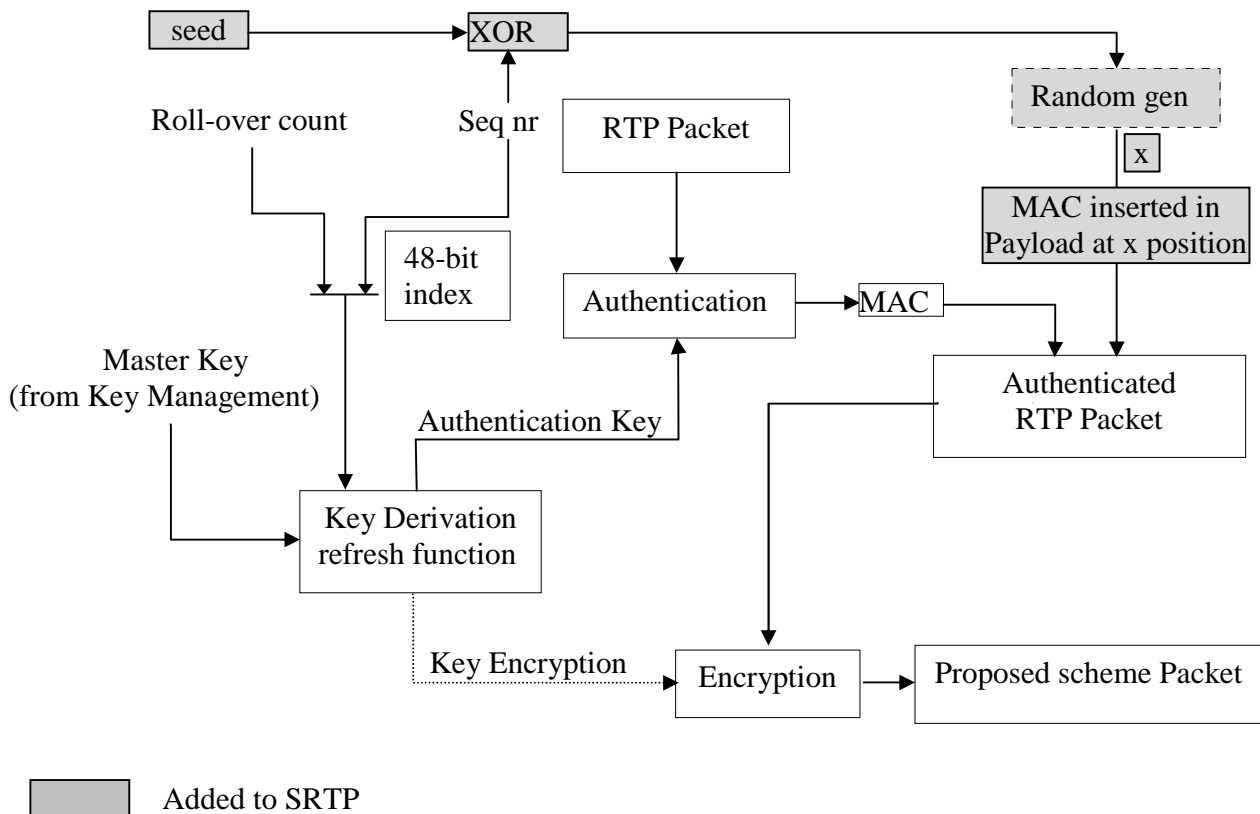 seed
XOR
Random gen
Roll-over count
Seq nr
RTP Packet
x
MAC inserted in
Payload at x position
48-bit
index
Authentication
MAC
Master Key
(from Key Management)
Authenticated
RTP Packet
Authentication Key
Key Derivation
refresh function
Key Encryption
Encryption
Proposed scheme Packet
Added to SRTP